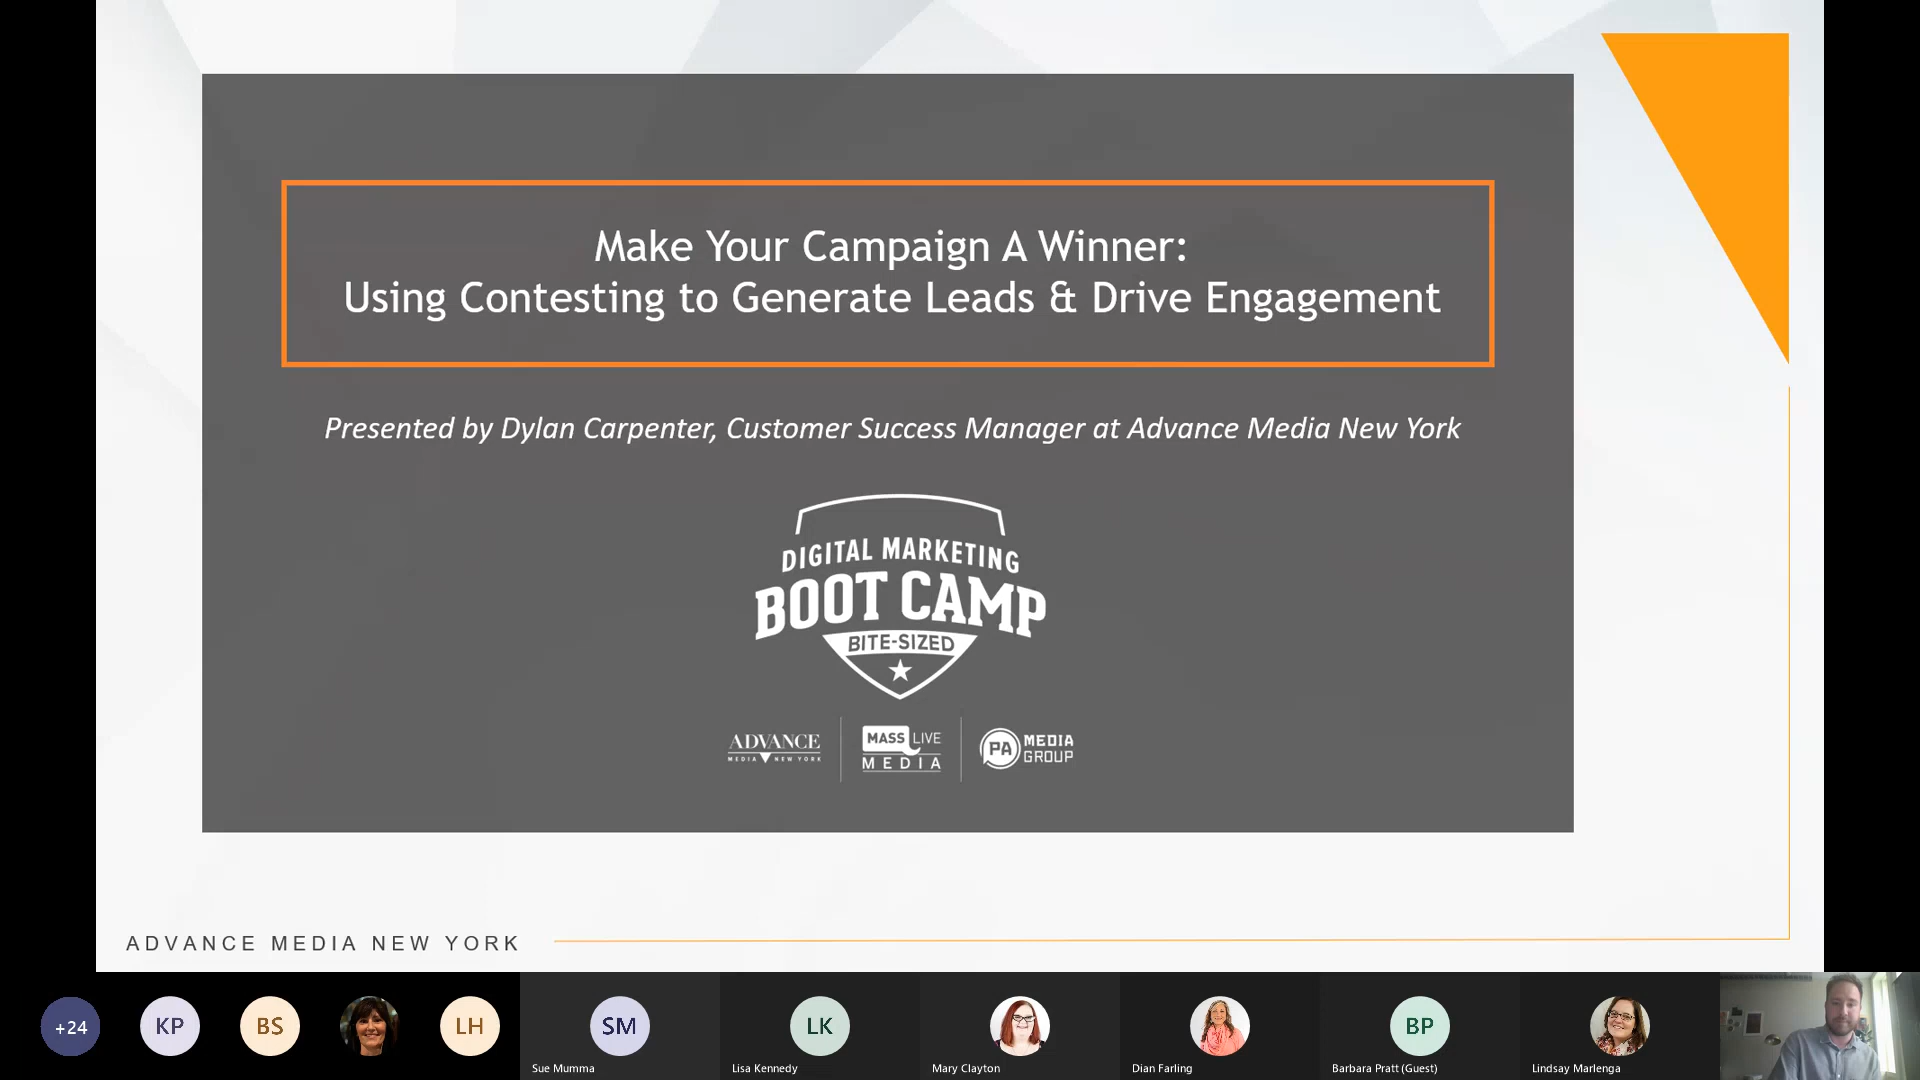 Make Your Campaign A Winner:
Using Contesting to Generate Leads & Drive Engagement
Presented by Dylan Carpenter, Customer Success Manager at Advance Media New York
DIGITAL MARKETING
BOOT CAMP
BITE-SIZED
ADVANCE
MEDIA NEW YORK
MASS LIVE
MEDIA
PA MEDIA
GROUP
ADVANCE MEDIA NEW YORK
+24
KP
BS
LH
SM
LK
BP
Sue Mumma
Lisa Kennedy
Mary Clayton
Dian Farling
Barbara Pratt (Guest)
Lindsay Marlenga